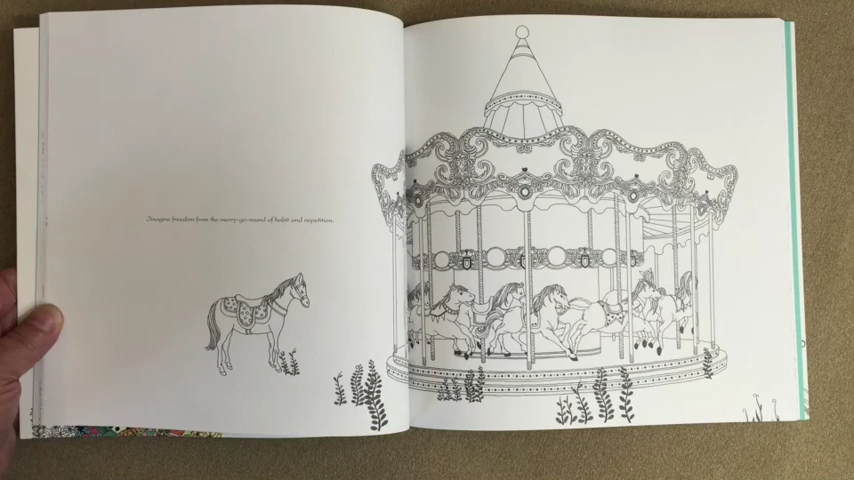 Imagine freedom from the merry-go-round of habit and repetition.